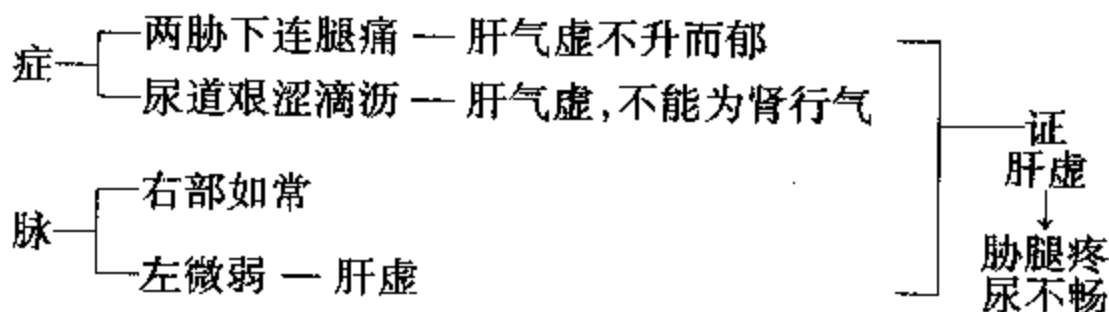 症
两胁下连腿痛 — 肝气虚不升而郁
尿道艰涩滴沥 — 肝气虚,不能为肾行气
脉
右部如常
左微弱 — 肝虚
证
肝虚
胁腿疼
尿不畅